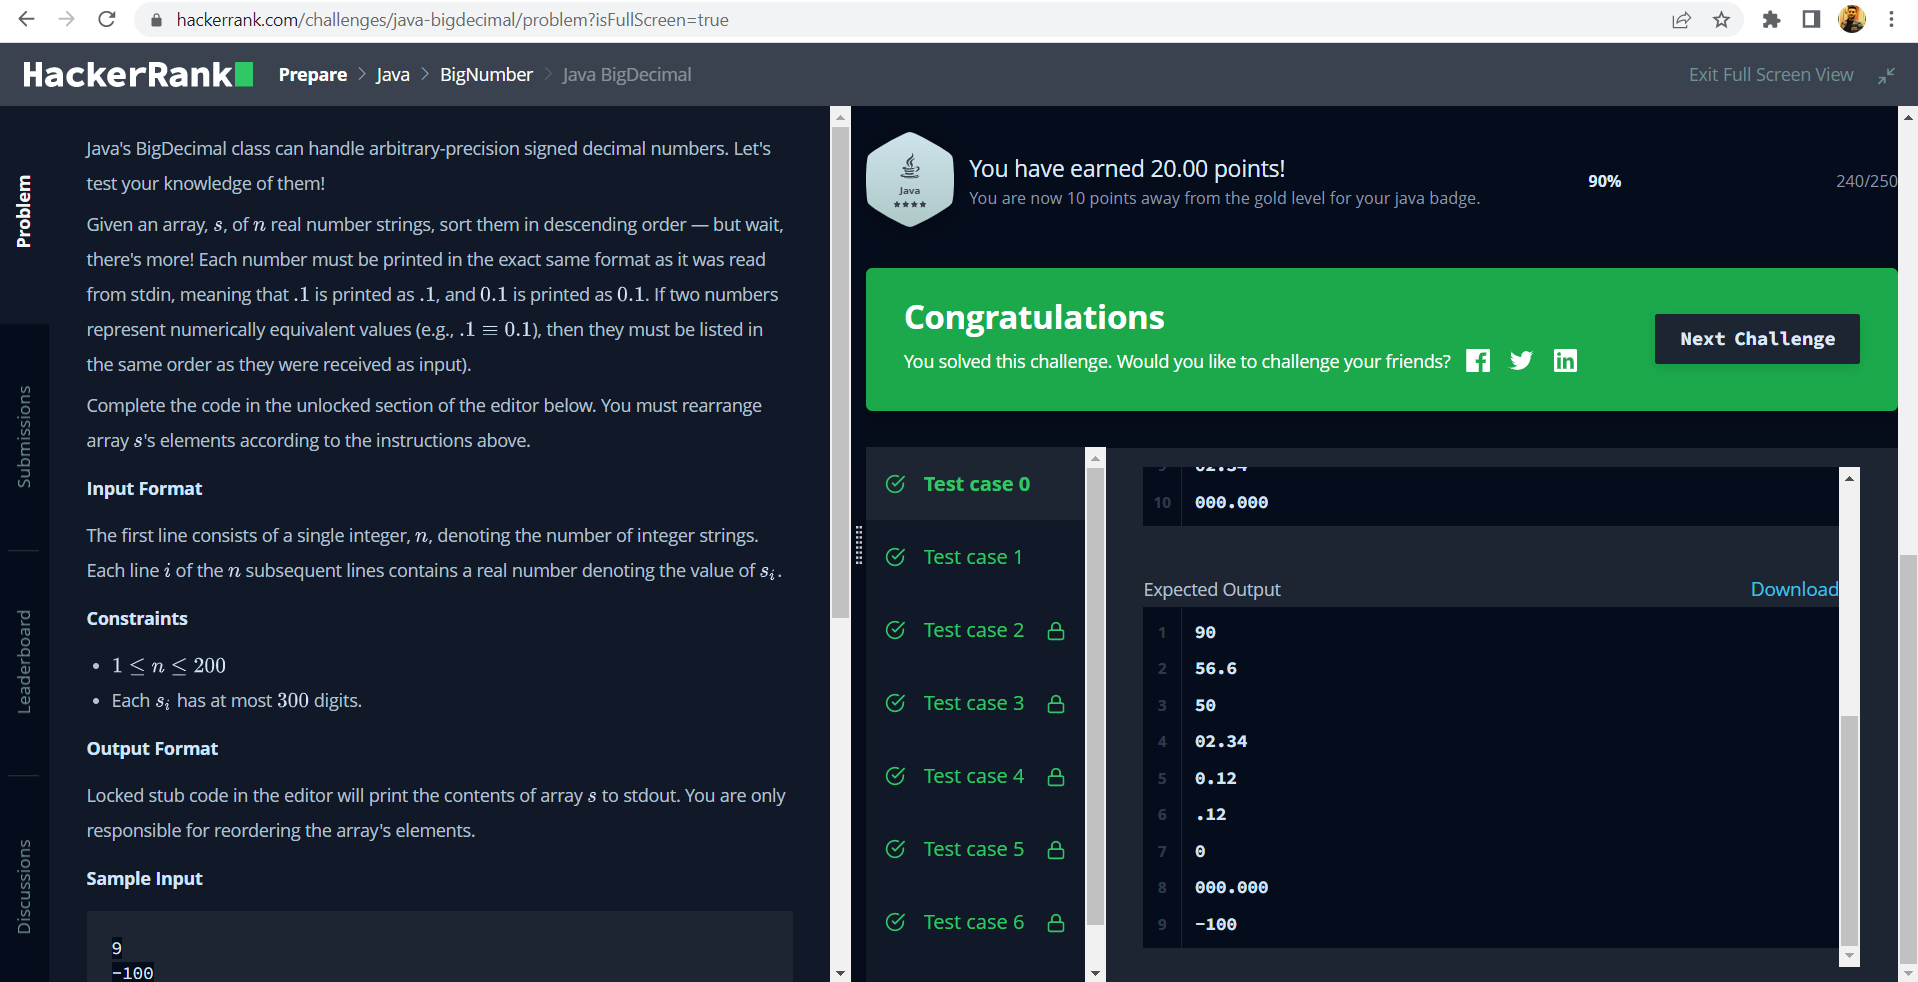 hackerrank.com/challenges/java-bigdecimal/problem?isFullScreen=true
HackerRank
Prepare > Java > BigNumber > Java BigDecimal
Exit Full Screen View
Problem
Submissions
Leaderboard
Discussions
Java's BigDecimal class can handle arbitrary-precision signed decimal numbers. Let's
test your knowledge of them!
Given an array, s, of n real number strings, sort them in descending order — but wait,
there's more! Each number must be printed in the exact same format as it was read
from stdin, meaning that .1 is printed as .1, and 0.1 is printed as 0.1. If two numbers
represent numerically equivalent values (e.g., .1 ≡ 0.1), then they must be listed in
the same order as they were received as input).
Complete the code in the unlocked section of the editor below. You must rearrange
array s's elements according to the instructions above.
Input Format
The first line consists of a single integer, n, denoting the number of integer strings.
Each line i of the n subsequent lines contains a real number denoting the value of sᵢ.
Constraints
• 1 ≤ n ≤ 200
• Each sᵢ has at most 300 digits.
Output Format
Locked stub code in the editor will print the contents of array s to stdout. You are only
responsible for reordering the array's elements.
Sample Input
9
-100
Java
You have earned 20.00 points!
You are now 10 points away from the gold level for your java badge.
90%
240/250
Congratulations
You solved this challenge. Would you like to challenge your friends?
Next Challenge
Test case 0
Test case 1
Test case 2
Test case 3
Test case 4
Test case 5
Test case 6
9 02.34
10 000.000
Expected Output
Download
1 90
2 56.6
3 50
4 02.34
5 0.12
6 .12
7 0
8 000.000
9 -100